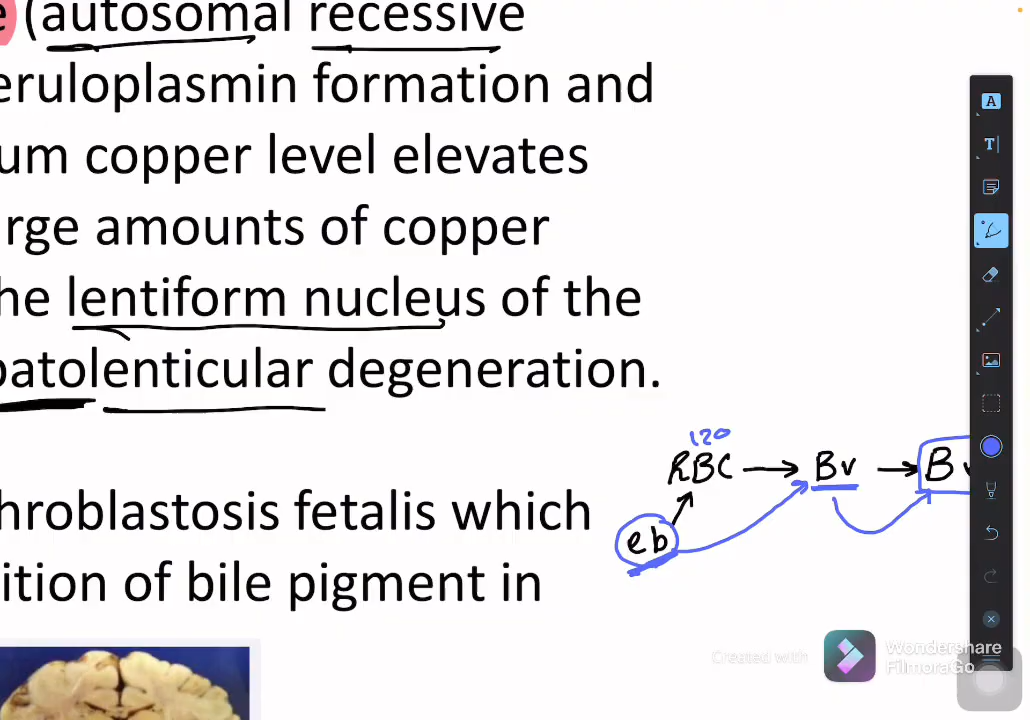 e (autosomal recessive
eruloplasmin formation and
um copper level elevates
rge amounts of copper
he lentiform nucleus of the
patolenticular degeneration.
120
RBC → Bv → B
eb
hroblastosis fetalis which
ition of bile pigment in
Created with
Wondershare
FilmoraGo
A
T